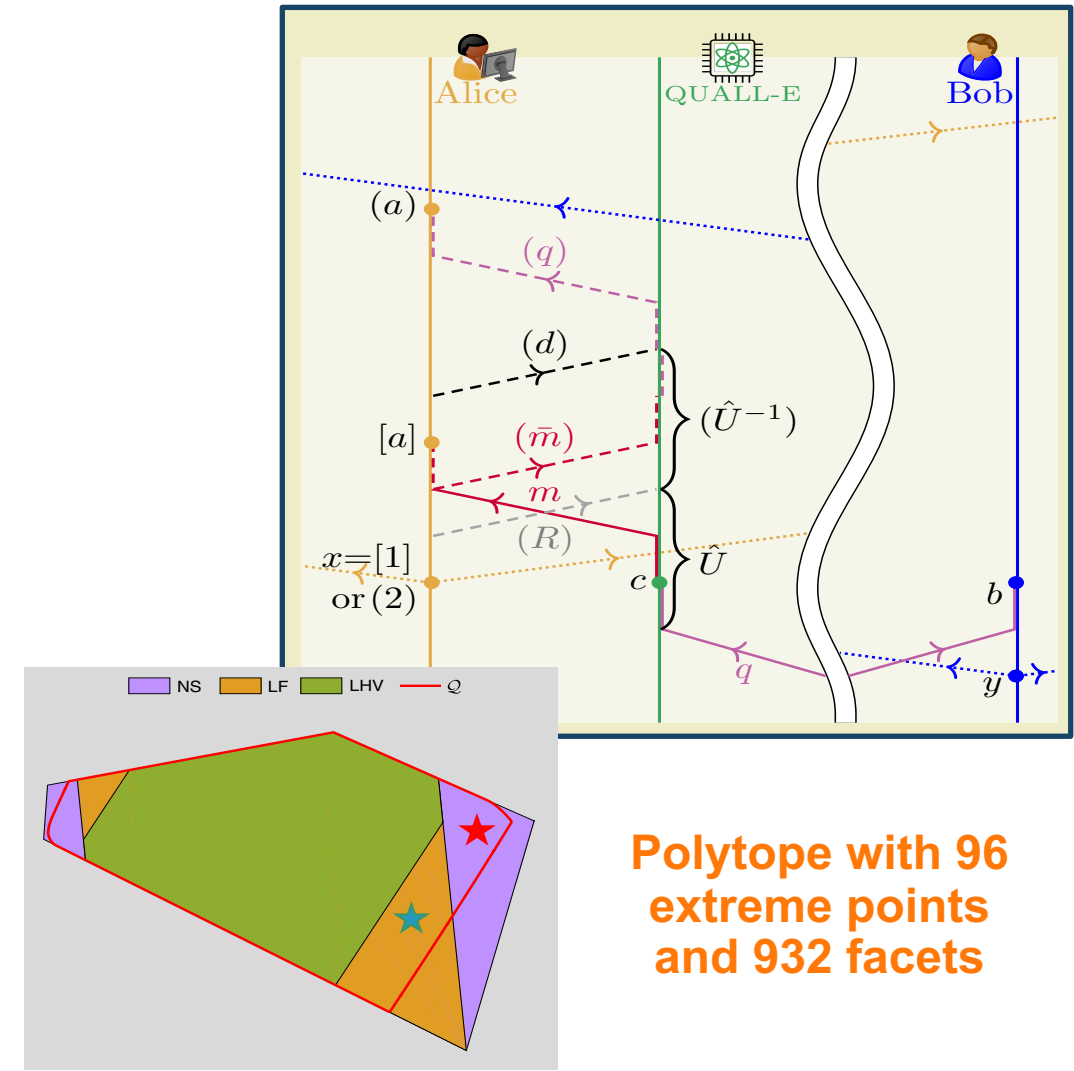 Alice
QUALL-E
Bob
(a)
(q)
(d)
[a]
(m̄)
(Û⁻¹)
m
(R)
x=[1]
or (2)
c
Û
b
q
y
NS LF LHV 𝒬
Polytope with 96
extreme points
and 932 facets